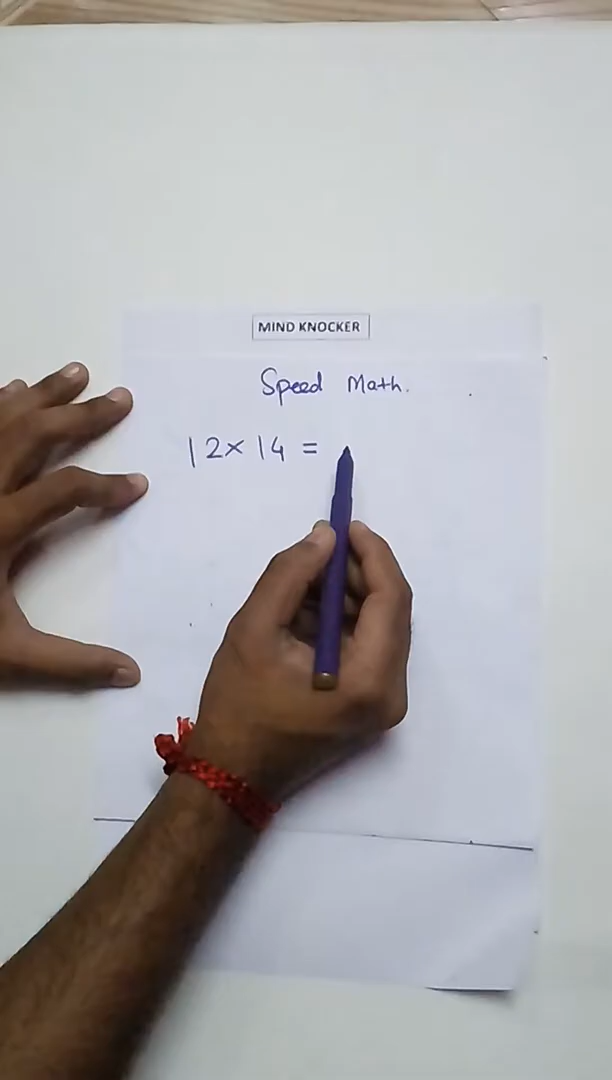 MIND KNOCKER
Speed Math.
12 × 14 =